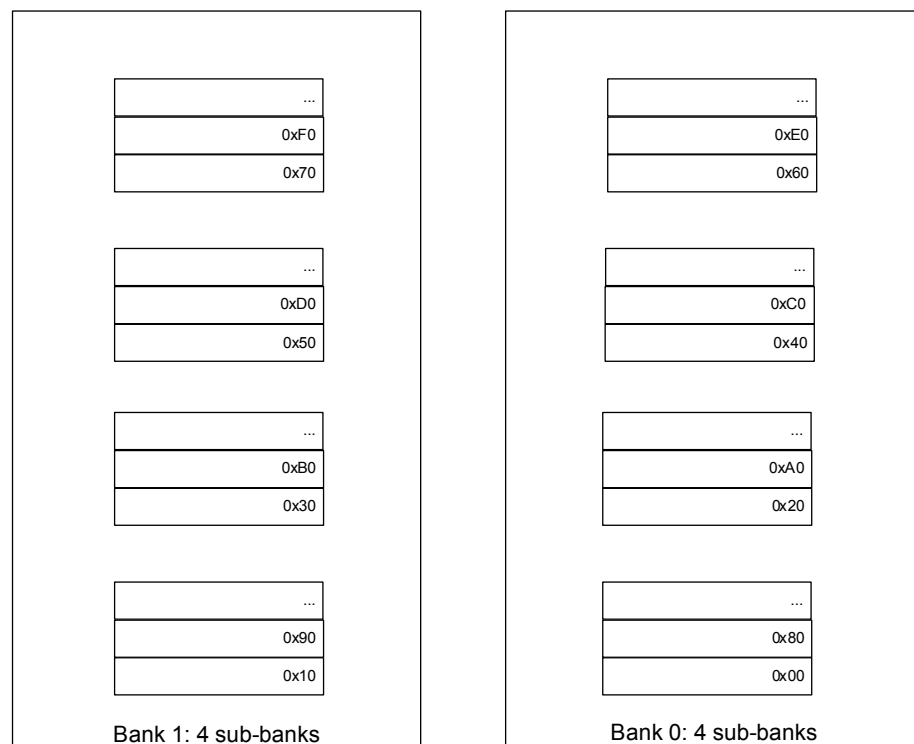 ...
0xF0
0x70
...
0xD0
0x50
...
0xB0
0x30
...
0x90
0x10
Bank 1: 4 sub-banks
...
0xE0
0x60
...
0xC0
0x40
...
0xA0
0x20
...
0x80
0x00
Bank 0: 4 sub-banks